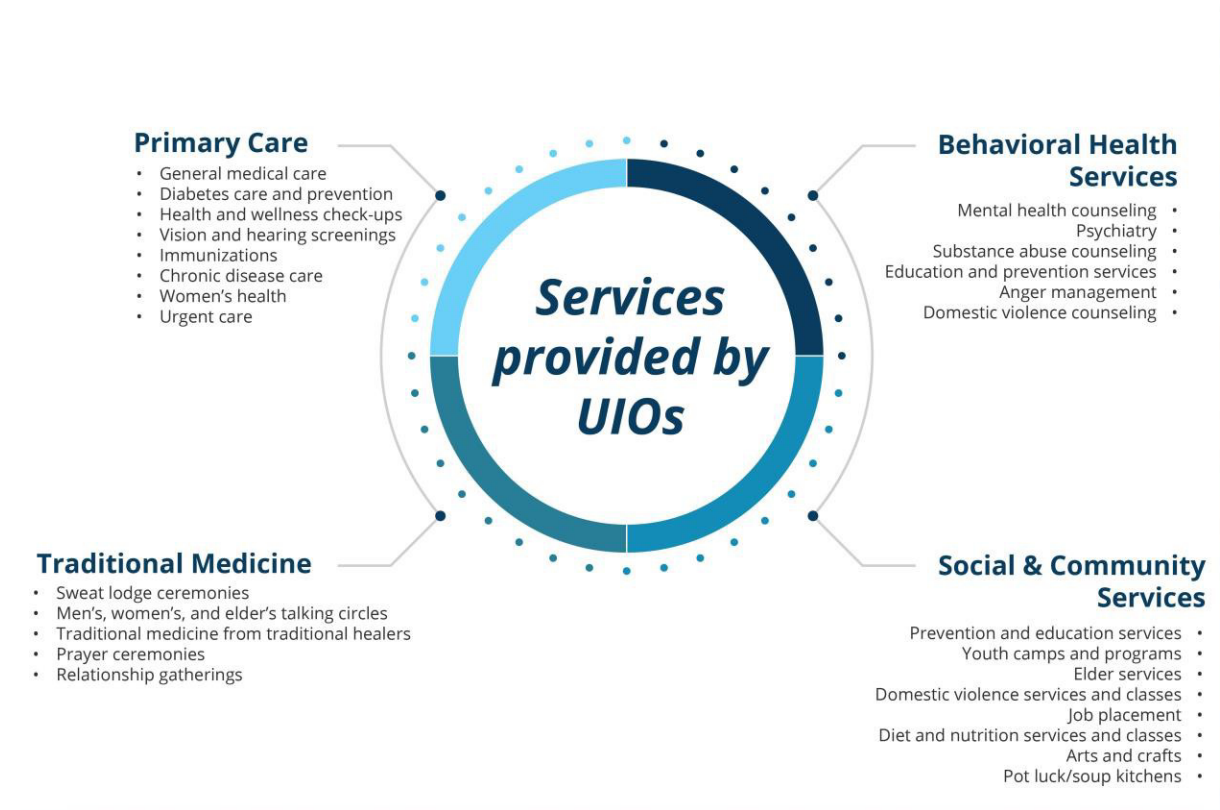 Primary Care
• General medical care
• Diabetes care and prevention
• Health and wellness check-ups
• Vision and hearing screenings
• Immunizations
• Chronic disease care
• Women’s health
• Urgent care
Behavioral Health
Services
Mental health counseling •
Psychiatry •
Substance abuse counseling •
Education and prevention services •
Anger management •
Domestic violence counseling •
Services
provided by
UIOs
Traditional Medicine
• Sweat lodge ceremonies
• Men’s, women’s, and elder’s talking circles
• Traditional medicine from traditional healers
• Prayer ceremonies
• Relationship gatherings
Social & Community
Services
Prevention and education services •
Youth camps and programs •
Elder services •
Domestic violence services and classes •
Job placement •
Diet and nutrition services and classes •
Arts and crafts •
Pot luck/soup kitchens •